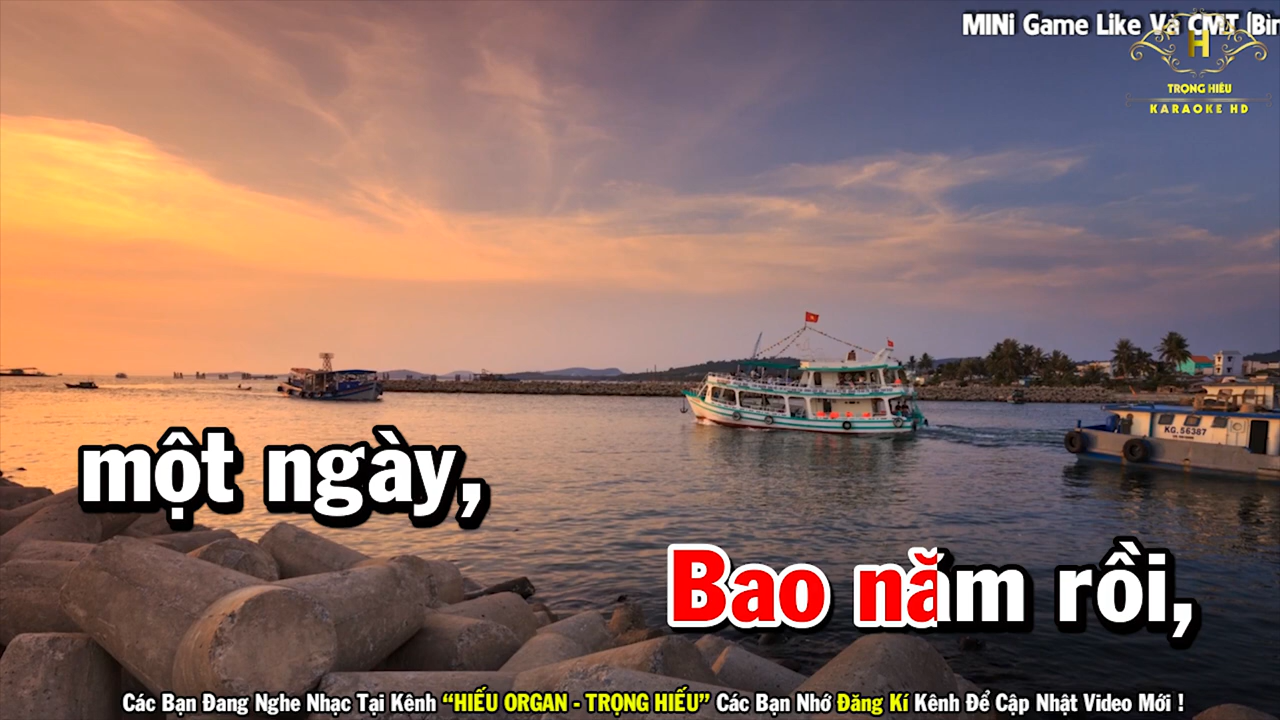 MINi Game Like Và CMT
H
TRỌNG HIẾU
KARAOKE HD
KG. 56387
một ngày,
Bao năm rồi,
Các Bạn Đang Nghe Nhạc Tại Kênh “HIẾU ORGAN - TRỌNG HIẾU” Các Bạn Nhớ Đăng Kí Kênh Để Cập Nhật Video Mới !